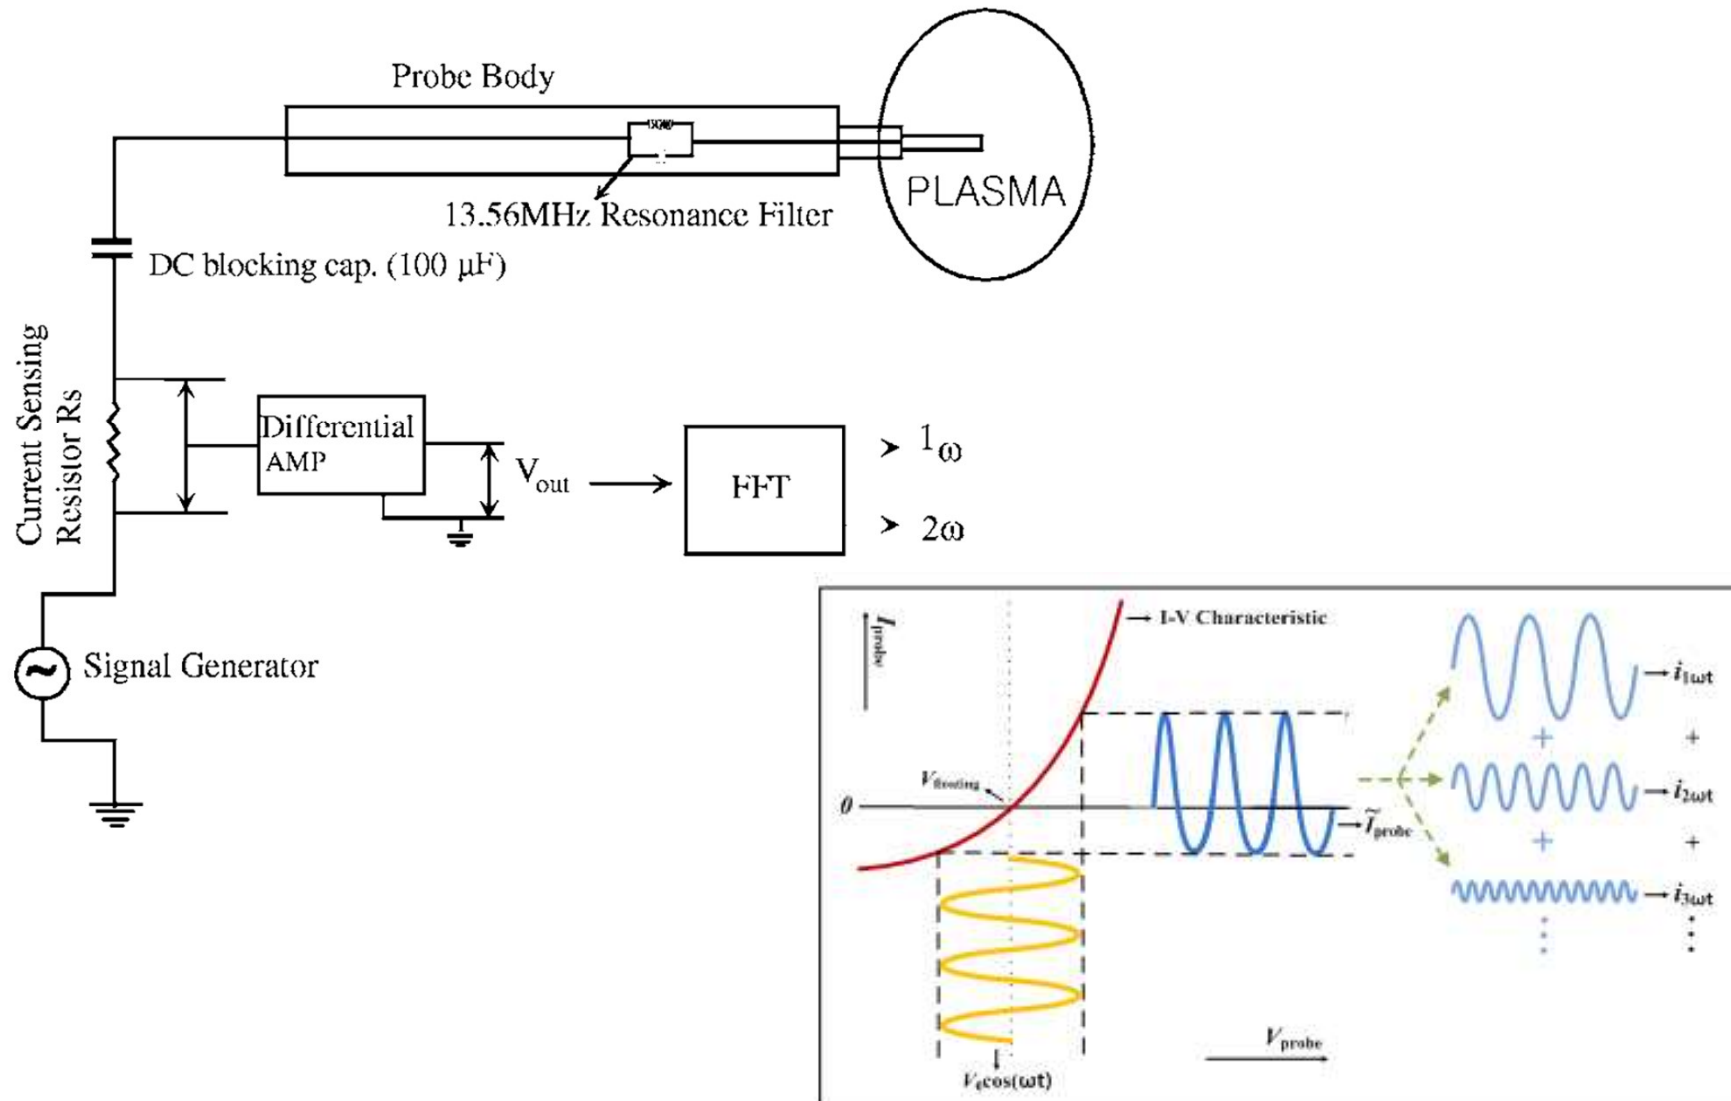 Probe Body
PLASMA
13.56MHz Resonance Filter
DC blocking cap. (100 μF)
Current Sensing
Resistor Rs
Differential
AMP
Vout
FFT
1ω
2ω
Signal Generator
Iprobe
I-V Characteristic
i1ωt
+
+
Vfloating
0
Ĩprobe
i2ωt
+
+
i3ωt
Vprobe
V0cos(ωt)